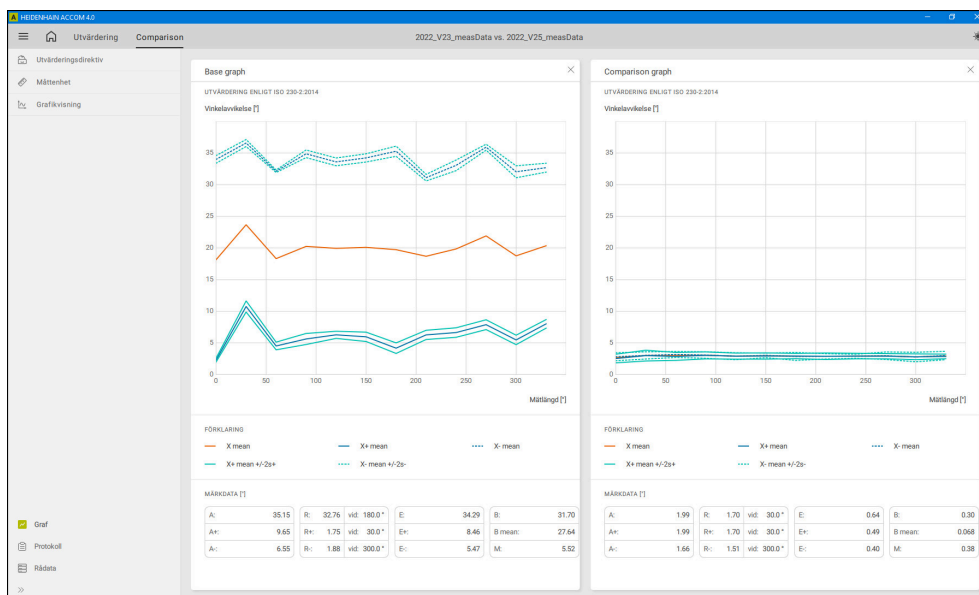 A HEIDENHAIN ACCOM 4.0
Utvärdering Comparison 2022_V23_measData vs. 2022_V25_measData
Utvärderingsdirektiv
Måttenhet
Grafikvisning
Base graph
UTVÄRDERING ENLIGT ISO 230-2:2014
Vinkelavvikelse ["]
35
30
25
20
15
10
5
0
0 50 100 150 200 250 300
Mätlängd [°]
FÖRKLARING
X mean X+ mean X- mean
X+ mean +/-2s+ X- mean +/-2s-
MÄRKDATA ["]
A: 35.15 R: 32.76 vid: 180.0 ° E: 34.29 B: 31.70
A+: 9.65 R+: 1.75 vid: 30.0 ° E+: 8.46 B mean: 27.64
A-: 6.55 R-: 1.88 vid: 300.0 ° E-: 5.47 M: 5.52
Comparison graph
UTVÄRDERING ENLIGT ISO 230-2:2014
Vinkelavvikelse ["]
35
30
25
20
15
10
5
0
0 50 100 150 200 250 300
Mätlängd [°]
FÖRKLARING
X mean X+ mean X- mean
X+ mean +/-2s+ X- mean +/-2s-
MÄRKDATA ["]
A: 1.99 R: 1.70 vid: 30.0 ° E: 0.64 B: 0.30
A+: 1.99 R+: 1.70 vid: 30.0 ° E+: 0.49 B mean: 0.068
A-: 1.66 R-: 1.51 vid: 300.0 ° E-: 0.40 M: 0.38
Graf
Protokoll
Rådata